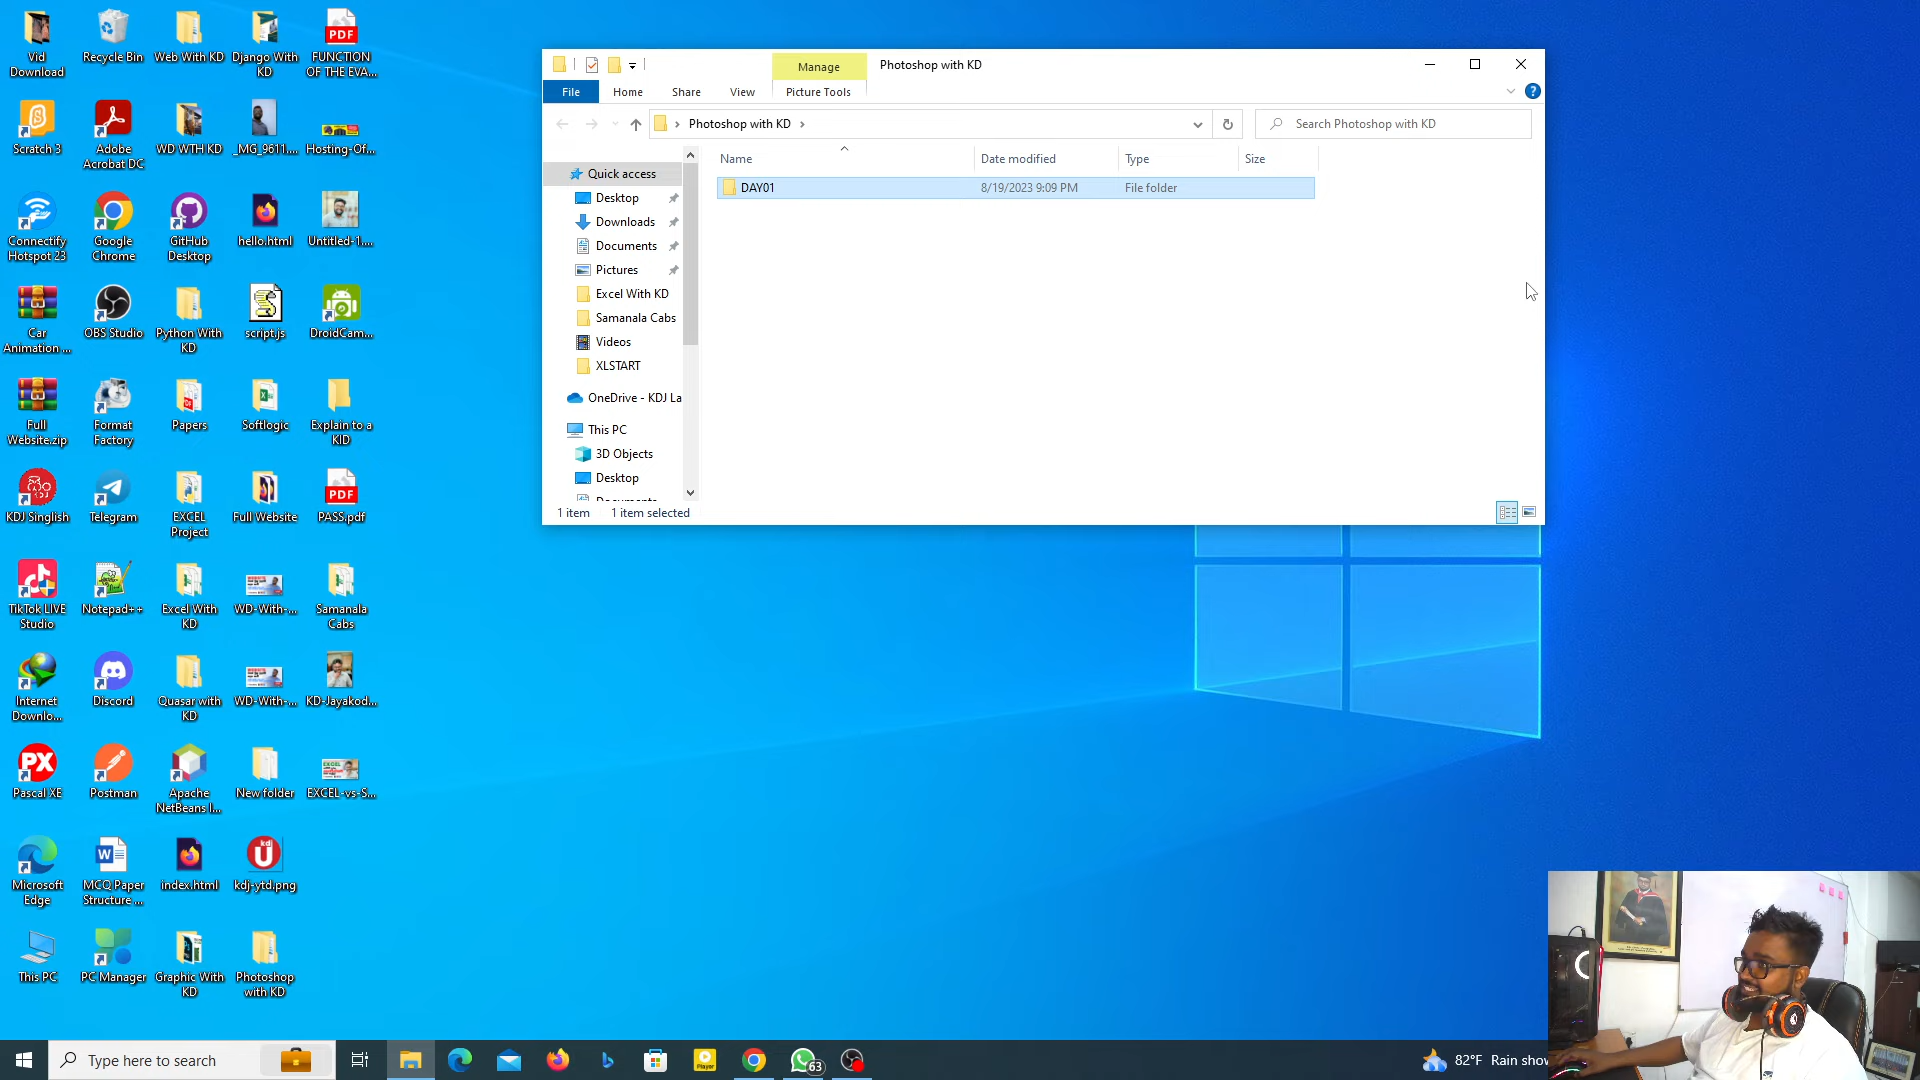 Vid
Download
Recycle Bin
Web With KD
Django With
KD
PDF
FUNCTION
OF THE EVA...
Scratch 3
Adobe
Acrobat DC
WD WTH KD
_MG_9611....
Hosting-Of...
Connectify
Hotspot 23
Google
Chrome
GitHub
Desktop
hello.html
Untitled-1....
Car
Animation ...
OBS Studio
Python With
KD
script.js
DroidCam...
Full
Website.zip
Format
Factory
Papers
Softlogic
Explain to a
KID
KDJ Singlish
Telegram
EXCEL
Project
Full Website
PDF
PASS.pdf
TikTok LIVE
Studio
Notepad++
Excel With
KD
WD-With-...
Samanala
Cabs
Internet
Downlo...
Discord
Quasar with
KD
WD-With-...
KD-Jayakod...
PX
Pascal XE
Postman
Apache
NetBeans I...
New folder
EXCEL-vs-S...
Microsoft
Edge
MCQ Paper
Structure ...
index.html
kdj
U
kdj-ytd.png
This PC
PC Manager
Graphic With
KD
Photoshop
with KD
Manage
Photoshop with KD
File
Home
Share
View
Picture Tools
Photoshop with KD
Search Photoshop with KD
Name
Date modified
Type
Size
DAY01
8/19/2023 9:09 PM
File folder
Quick access
Desktop
Downloads
Documents
Pictures
Excel With KD
Samanala Cabs
Videos
XLSTART
OneDrive - KDJ La
This PC
3D Objects
Desktop
Documents
1 item
1 item selected
Type here to search
Player
63
82°F
Rain show